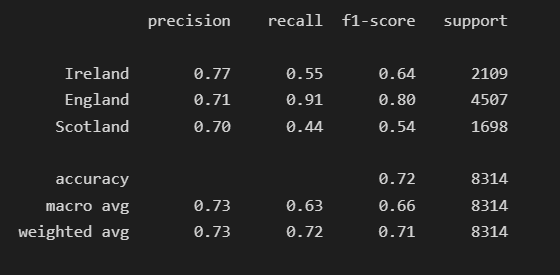 precision recall f1-score support
Ireland 0.77 0.55 0.64 2109
England 0.71 0.91 0.80 4507
Scotland 0.70 0.44 0.54 1698
accuracy 0.72 8314
macro avg 0.73 0.63 0.66 8314
weighted avg 0.73 0.72 0.71 8314